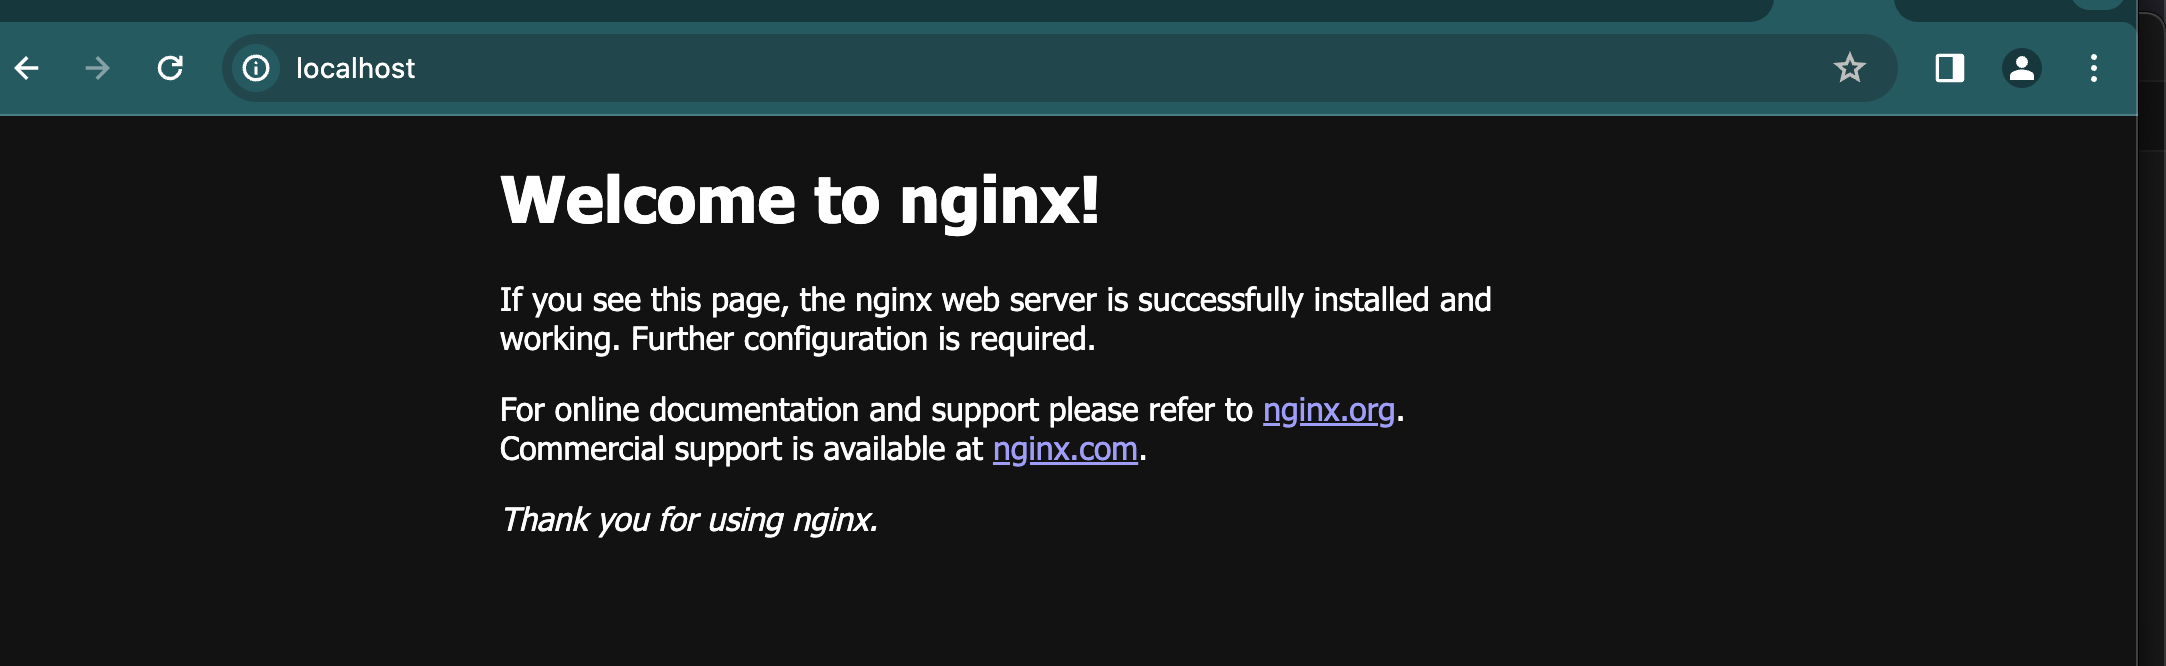 localhost
Welcome to nginx!
If you see this page, the nginx web server is successfully installed and
working. Further configuration is required.
For online documentation and support please refer to nginx.org.
Commercial support is available at nginx.com.
Thank you for using nginx.